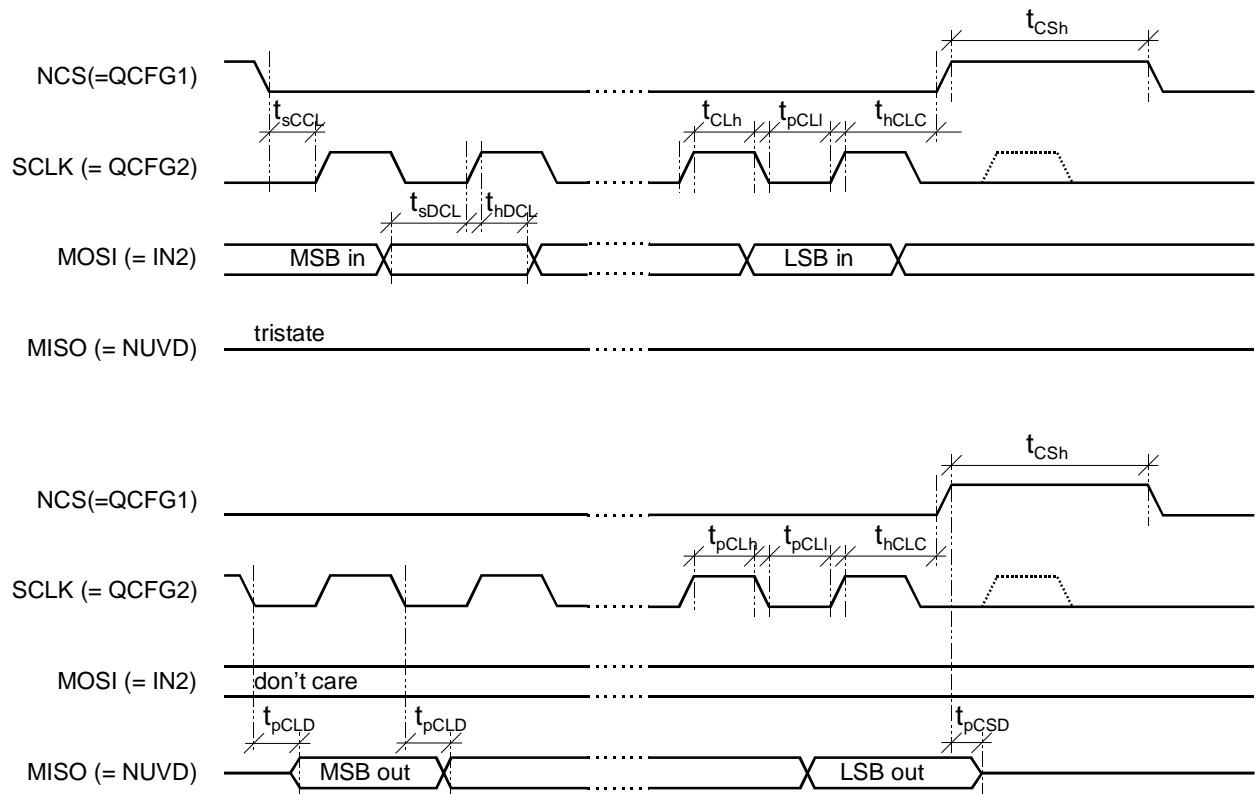 t_CSh
NCS(=QCFG1)
t_sCCL
t_CLh
t_pCLl
t_hCLC
SCLK (= QCFG2)
t_sDCL
t_hDCL
MOSI (= IN2)
MSB in
LSB in
MISO (= NUVD)
tristate
t_CSh
NCS(=QCFG1)
t_pCLh
t_pCLl
t_hCLC
SCLK (= QCFG2)
MOSI (= IN2)
don't care
t_pCLD
t_pCLD
t_pCSD
MISO (= NUVD)
MSB out
LSB out